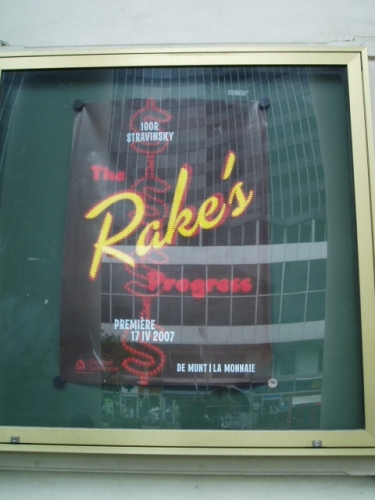 IGOR
STRAVINSKY
The
Rake's
Progress
PREMIÈRE
17 IV 2007
DE MUNT | LA MONNAIE